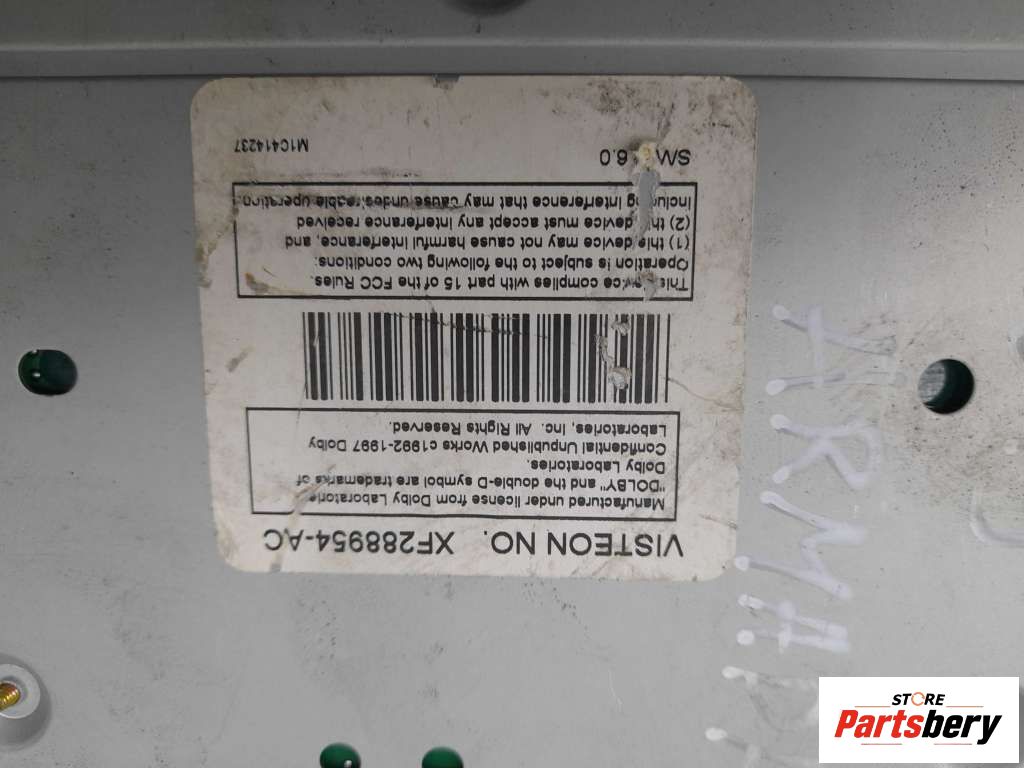 VISTEON NO. XF288954-AC
Manufactured under license from Dolby Laboratories
"DOLBY" and the double-D symbol are trademarks of
Dolby Laboratories.
Confidential Unpublished Works c1992-1997 Dolby
Laboratories, Inc. All Rights Reserved.
This device complies with part 15 of the FCC Rules.
Operation is subject to the following two conditions:
(1) this device may not cause harmful interference, and
(2) this device must accept any interferance received
including interference that may cause undesireable operation.
S/W 6.0
M1C414237
STORE
Partsbery